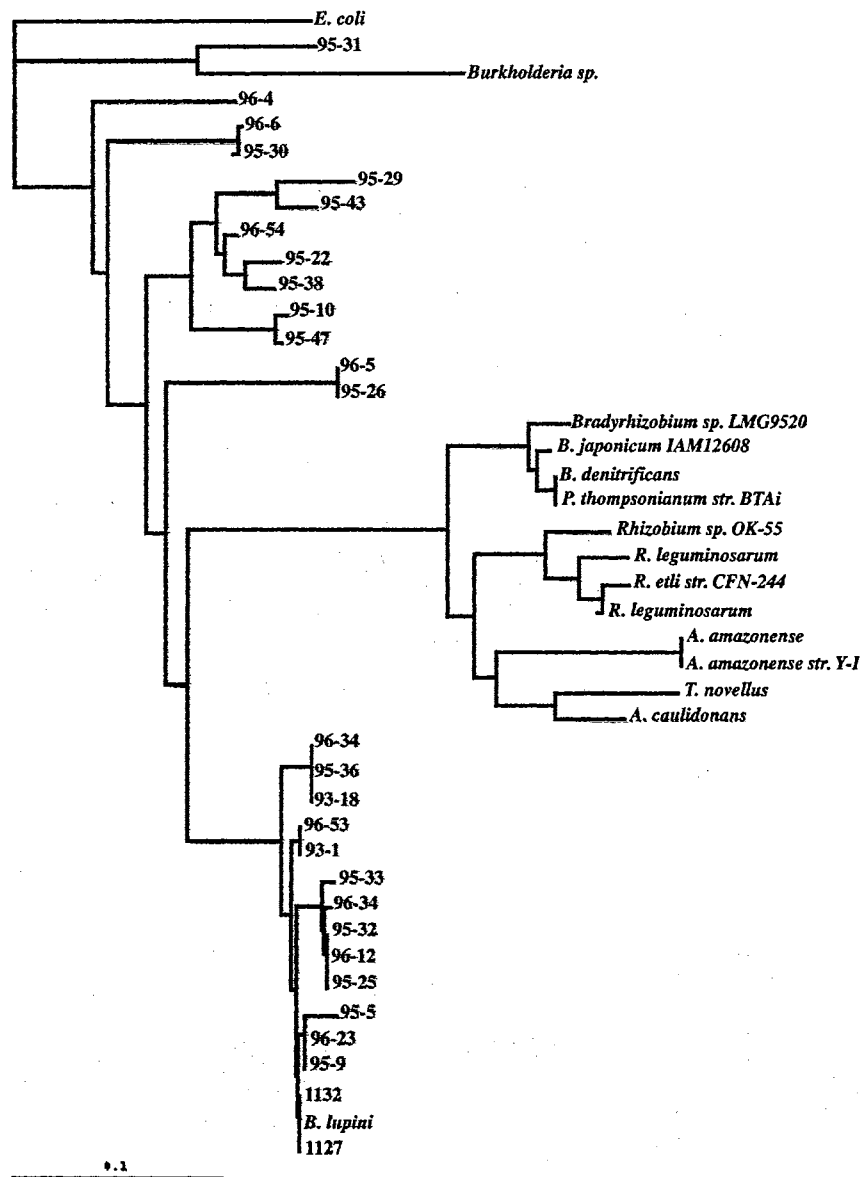 E. coli
95-31
Burkholderia sp.
96-4
96-6
95-30
95-29
95-43
96-54
95-22
95-38
95-10
95-47
96-5
95-26
Bradyrhizobium sp. LMG9520
B. japonicum IAM12608
B. denitrificans
P. thompsonianum str. BTAi
Rhizobium sp. OK-55
R. leguminosarum
R. etli str. CFN-244
R. leguminosarum
A. amazonense
A. amazonense str. Y-1
T. novellus
A. caulidonans
96-34
95-36
93-18
96-53
93-1
95-33
96-34
95-32
96-12
95-25
95-5
96-23
95-9
1132
B. lupini
1127
0.1